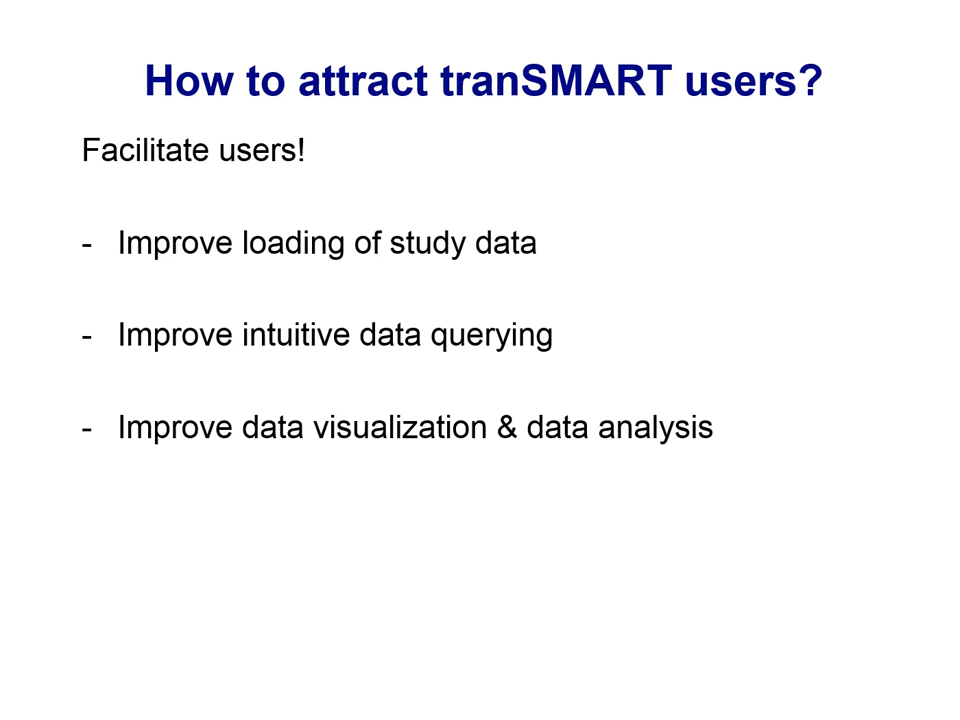 How to attract tranSMART users?
Facilitate users!
- Improve loading of study data
- Improve intuitive data querying
- Improve data visualization & data analysis